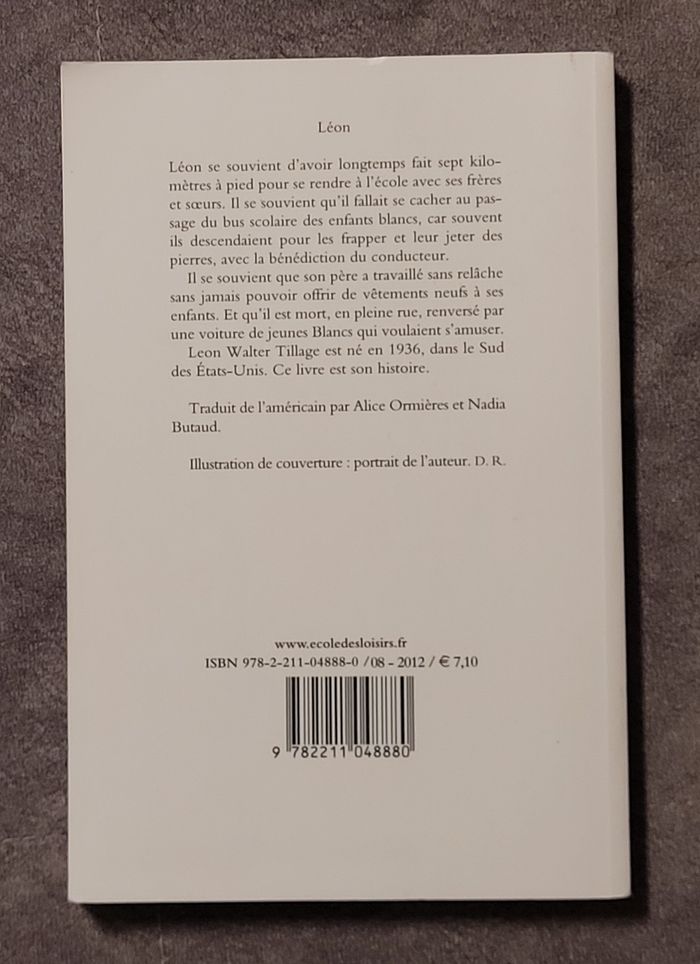 Léon
Léon se souvient d'avoir longtemps fait sept kilo-
mètres à pied pour se rendre à l'école avec ses frères
et sœurs. Il se souvient qu'il fallait se cacher au pas-
sage du bus scolaire des enfants blancs, car souvent
ils descendaient pour les frapper et leur jeter des
pierres, avec la bénédiction du conducteur.
Il se souvient que son père a travaillé sans relâche
sans jamais pouvoir offrir de vêtements neufs à ses
enfants. Et qu'il est mort, en pleine rue, renversé par
une voiture de jeunes Blancs qui voulaient s'amuser.
Leon Walter Tillage est né en 1936, dans le Sud
des États-Unis. Ce livre est son histoire.
Traduit de l'américain par Alice Ormières et Nadia
Butaud.
Illustration de couverture : portrait de l'auteur. D. R.
www.ecoledesloisirs.fr
ISBN 978-2-211-04888-0 / 08 - 2012 / € 7,10
9 782211 048880